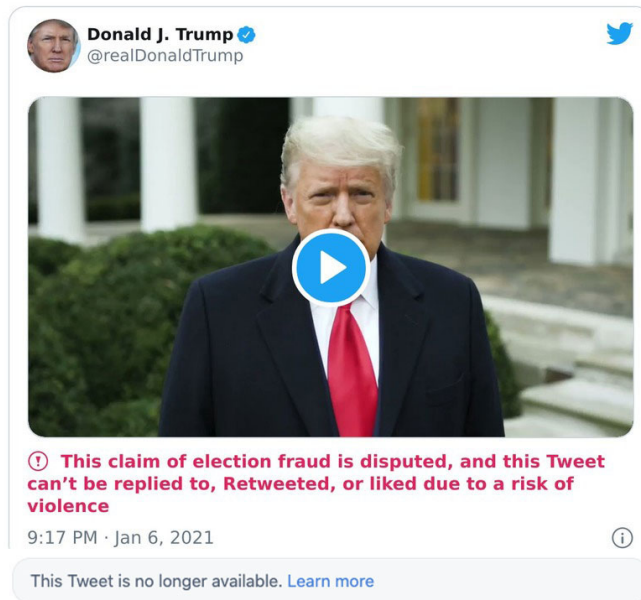 Donald J. Trump
@realDonaldTrump
This claim of election fraud is disputed, and this Tweet
can’t be replied to, Retweeted, or liked due to a risk of
violence
9:17 PM · Jan 6, 2021
This Tweet is no longer available. Learn more